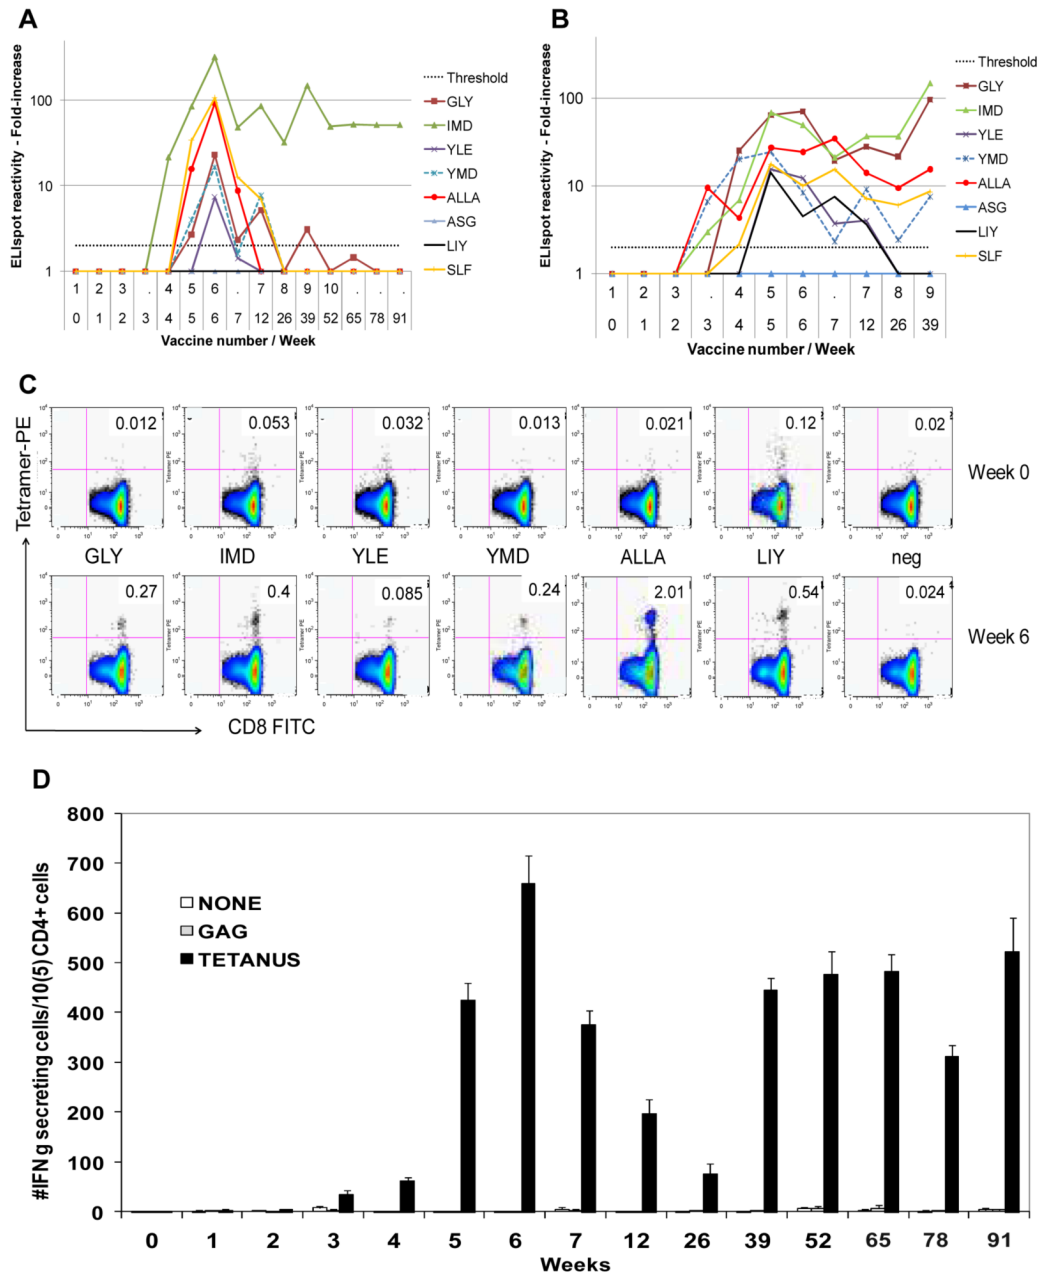 A
ELIspot reactivity - Fold-increase
100
10
1
1 2 3 . 4 5 6 . 7 8 9 10 . . .
0 1 2 3 4 5 6 7 12 26 39 52 65 78 91
Vaccine number / Week
Threshold
GLY
IMD
YLE
YMD
ALLA
ASG
LIY
SLF
B
ELIspot reactivity - Fold-increase
100
10
1
1 2 3 . 4 5 6 . 7 8 9
0 1 2 3 4 5 6 7 12 26 39
Vaccine number / Week
Threshold
GLY
IMD
YLE
YMD
ALLA
ASG
LIY
SLF
C
Tetramer-PE
0.012 0.053 0.032 0.013 0.021 0.12 0.02
Week 0
GLY IMD YLE YMD ALLA LIY neg
0.27 0.4 0.085 0.24 2.01 0.54 0.024
Week 6
CD8 FITC
D
#IFNg secreting cells/10(5) CD4+ cells
800
700
600
500
400
300
200
100
0
NONE
GAG
TETANUS
0 1 2 3 4 5 6 7 12 26 39 52 65 78 91
Weeks